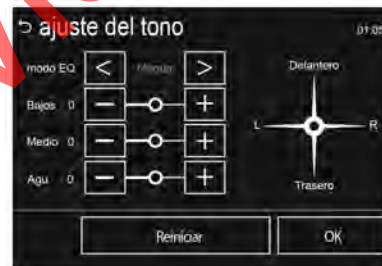 ajuste del tono 01:05
modo EQ < >
Delantero
Bajos 0 - +
L R
Medio 0 - +
Agu 0 - +
Trasero
Reiniciar OK